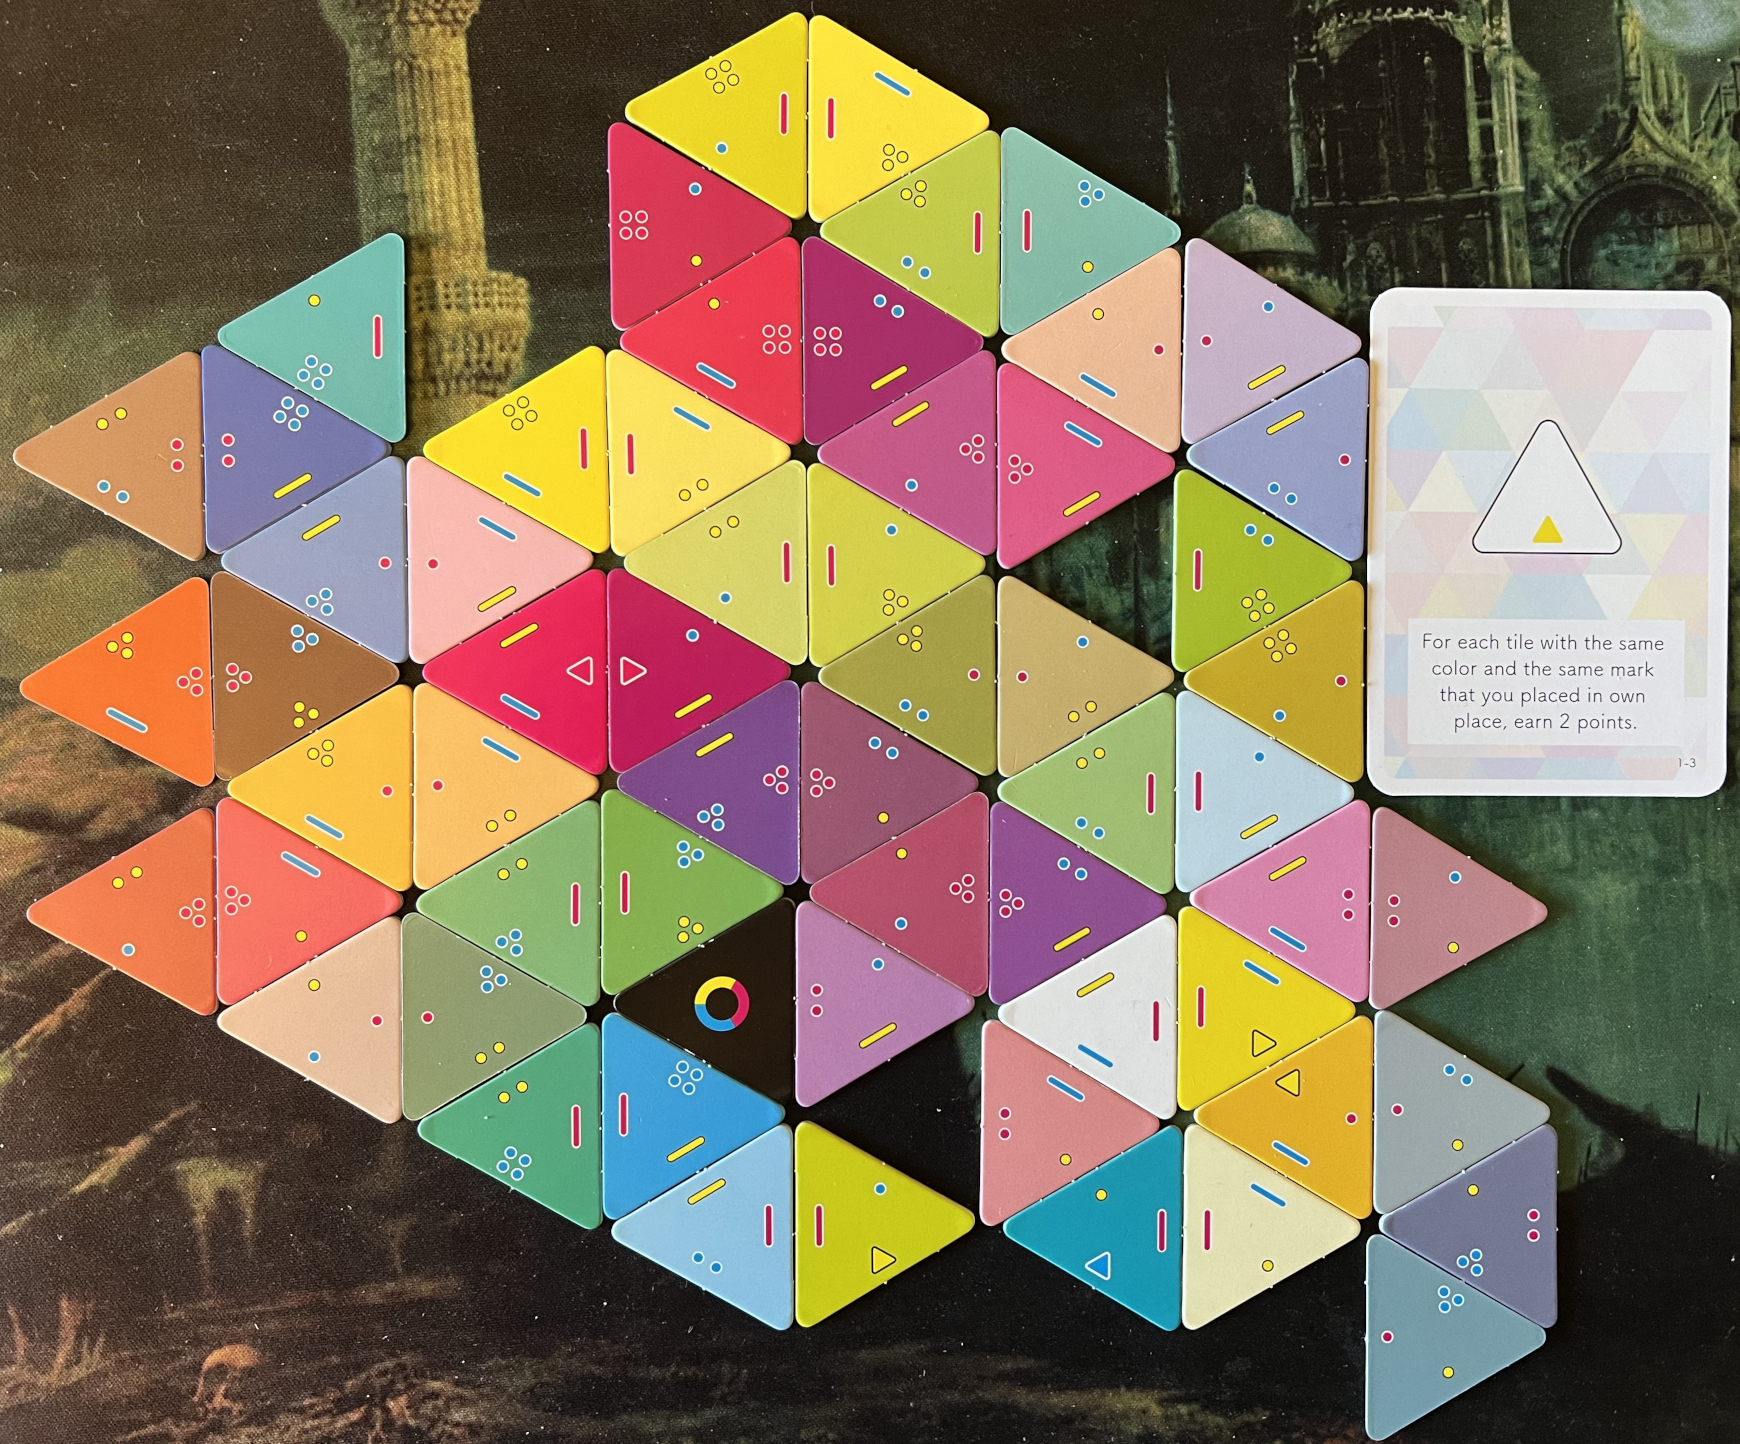 For each tile with the same
color and the same mark
that you placed in own
place, earn 2 points.
1-3